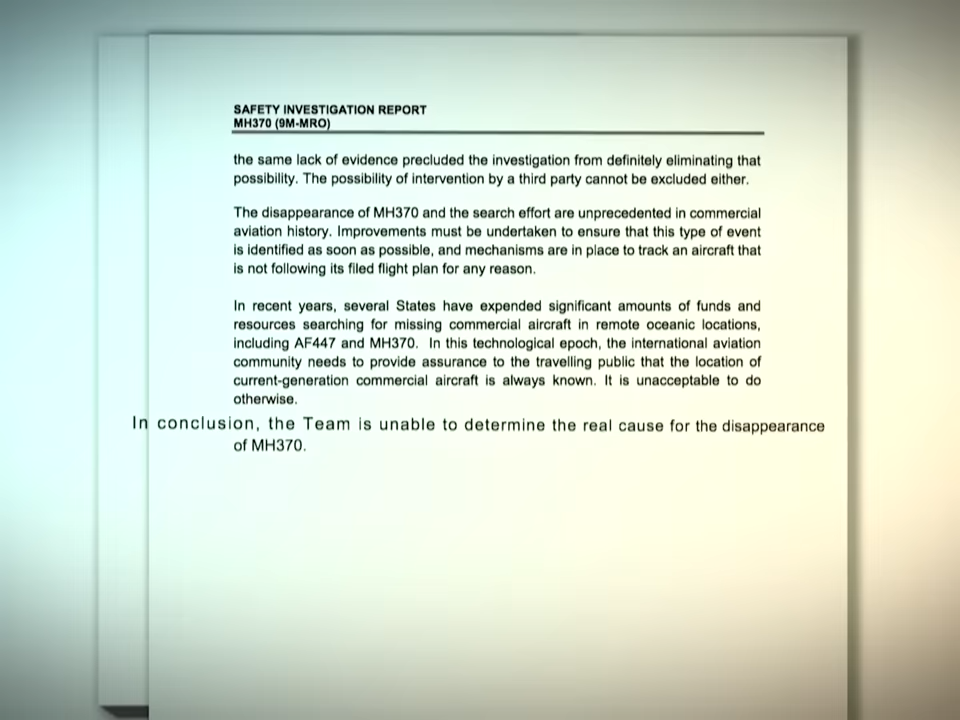 SAFETY INVESTIGATION REPORT
MH370 (9M-MRO)
the same lack of evidence precluded the investigation from definitely eliminating that
possibility. The possibility of intervention by a third party cannot be excluded either.
The disappearance of MH370 and the search effort are unprecedented in commercial
aviation history. Improvements must be undertaken to ensure that this type of event
is identified as soon as possible, and mechanisms are in place to track an aircraft that
is not following its filed flight plan for any reason.
In recent years, several States have expended significant amounts of funds and
resources searching for missing commercial aircraft in remote oceanic locations,
including AF447 and MH370. In this technological epoch, the international aviation
community needs to provide assurance to the travelling public that the location of
current-generation commercial aircraft is always known. It is unacceptable to do
otherwise.
In conclusion, the Team is unable to determine the real cause for the disappearance
of MH370.